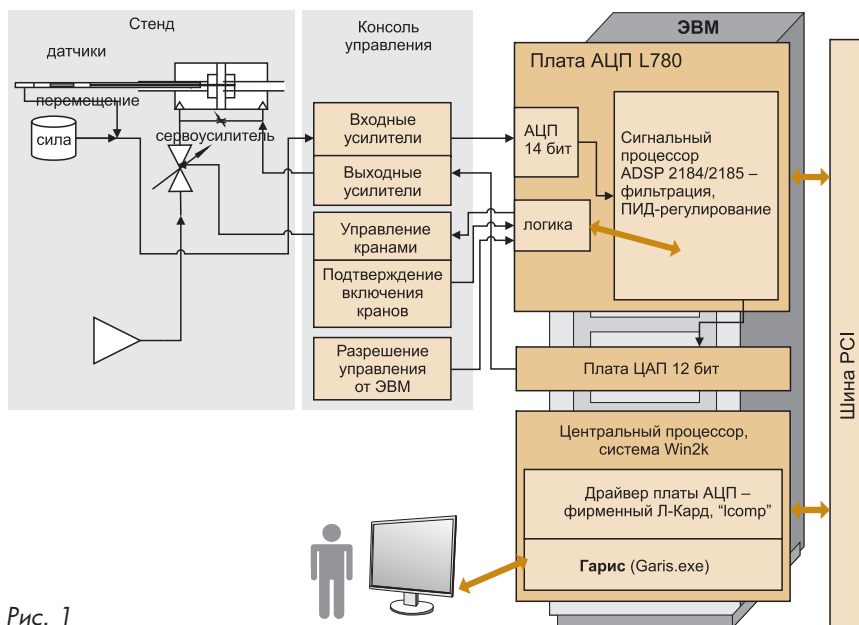 Стенд
датчики
перемещение
сила
сервоусилитель
Консоль
управления
Входные
усилители
Выходные
усилители
Управление
кранами
Подтверждение
включения
кранов
Разрешение
управления
от ЭВМ
ЭВМ
Плата АЦП L780
АЦП
14 бит
логика
Сигнальный
процессор
ADSP 2184/2185 –
фильтрация,
ПИД-регулирование
Плата ЦАП 12 бит
Центральный процессор,
система Win2k
Драйвер платы АЦП –
фирменный Л-Кард, “lcomp”
Гарис (Garis.exe)
Шина PCI
Рис. 1